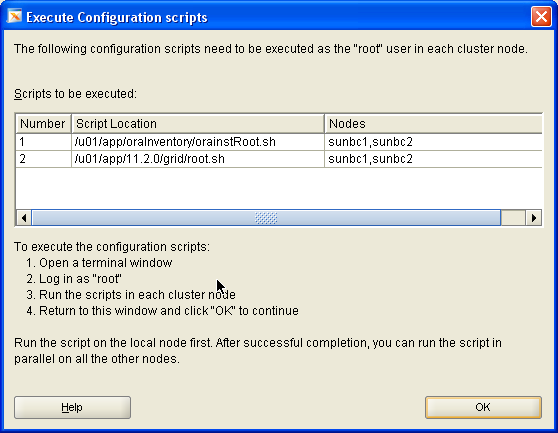 Execute Configuration scripts
The following configuration scripts need to be executed as the "root" user in each cluster node.
Scripts to be executed:
Number Script Location Nodes
1 /u01/app/oraInventory/orainstRoot.sh sunbc1,sunbc2
2 /u01/app/11.2.0/grid/root.sh sunbc1,sunbc2
To execute the configuration scripts:
1. Open a terminal window
2. Log in as "root"
3. Run the scripts in each cluster node
4. Return to this window and click "OK" to continue
Run the script on the local node first. After successful completion, you can run the script in
parallel on all the other nodes.
Help OK